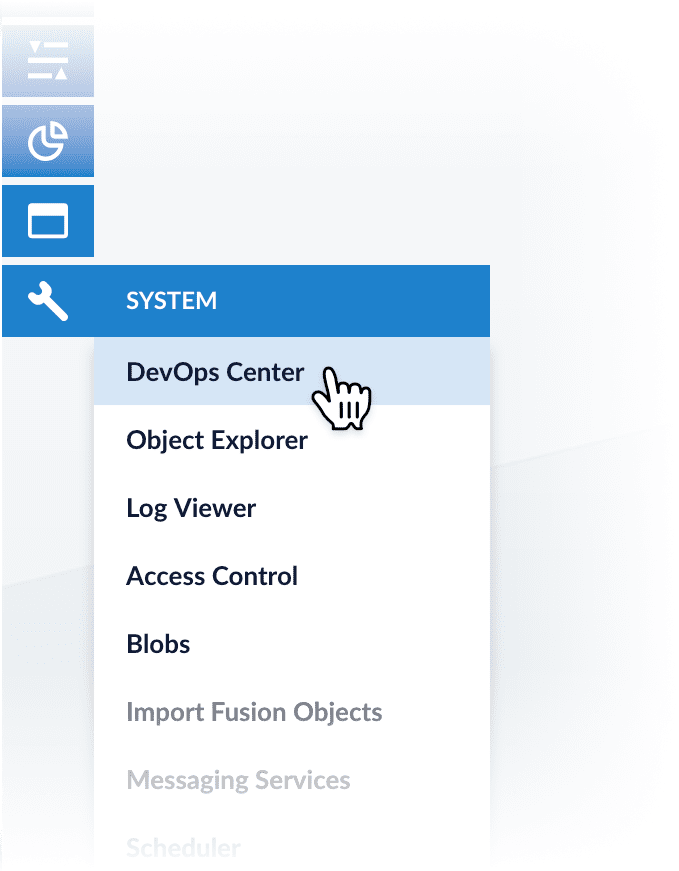 SYSTEM
DevOps Center
Object Explorer
Log Viewer
Access Control
Blobs
Import Fusion Objects
Messaging Services
Scheduler